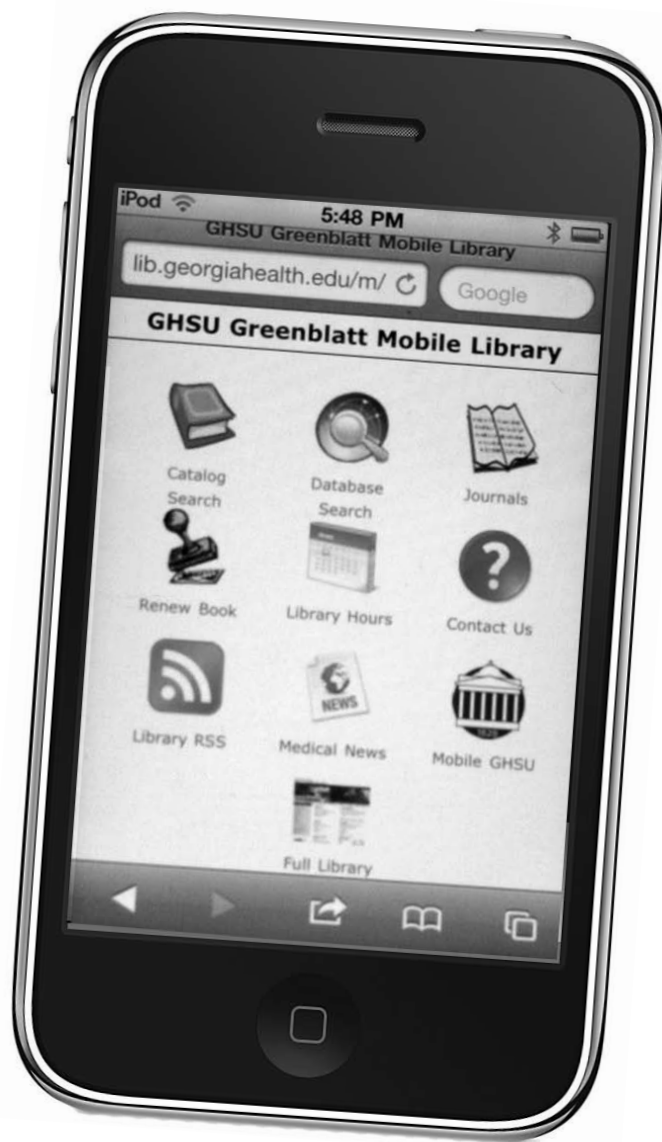 iPod 5:48 PM
GHSU Greenblatt Mobile Library
lib.georgiahealth.edu/m/ Google
GHSU Greenblatt Mobile Library
Catalog
Search
Database
Search
Journals
Renew Book
Library Hours
Contact Us
Library RSS
NEWS
Medical News
1828
Mobile GHSU
Full Library